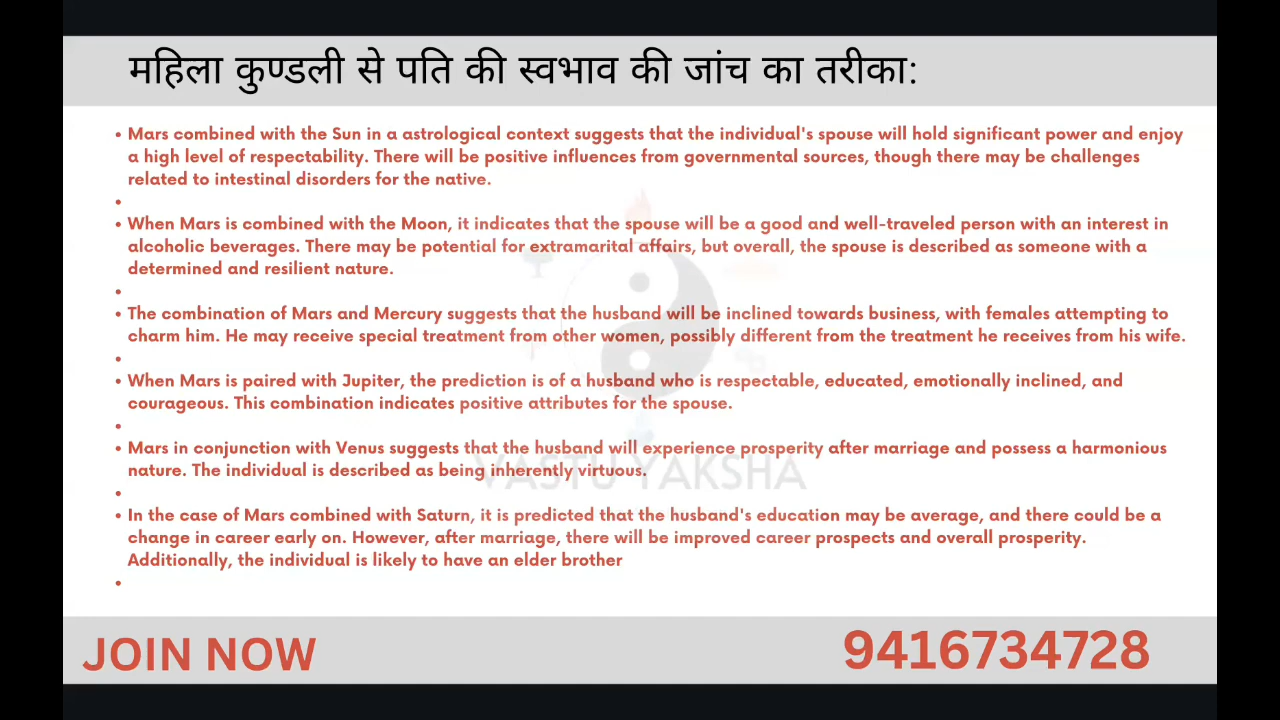 महिला कुण्डली से पति की स्वभाव की जांच का तरीका:
• Mars combined with the Sun in a astrological context suggests that the individual's spouse will hold significant power and enjoy
a high level of respectability. There will be positive influences from governmental sources, though there may be challenges
related to intestinal disorders for the native.
•
• When Mars is combined with the Moon, it indicates that the spouse will be a good and well-traveled person with an interest in
alcoholic beverages. There may be potential for extramarital affairs, but overall, the spouse is described as someone with a
determined and resilient nature.
•
• The combination of Mars and Mercury suggests that the husband will be inclined towards business, with females attempting to
charm him. He may receive special treatment from other women, possibly different from the treatment he receives from his wife.
•
• When Mars is paired with Jupiter, the prediction is of a husband who is respectable, educated, emotionally inclined, and
courageous. This combination indicates positive attributes for the spouse.
•
• Mars in conjunction with Venus suggests that the husband will experience prosperity after marriage and possess a harmonious
nature. The individual is described as being inherently virtuous.
VASTU YAKSHA
•
• In the case of Mars combined with Saturn, it is predicted that the husband's education may be average, and there could be a
change in career early on. However, after marriage, there will be improved career prospects and overall prosperity.
Additionally, the individual is likely to have an elder brother
•
JOIN NOW
9416734728